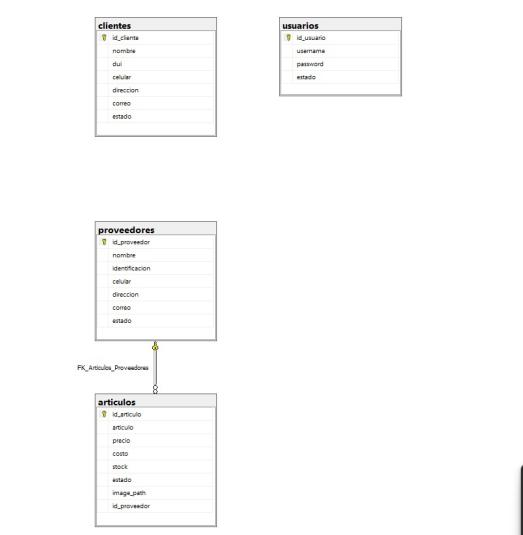 clientes
id_cliente
nombre
dui
celular
direccion
correo
estado
usuarios
id_usuario
username
password
estado
proveedores
id_proveedor
nombre
identificacion
celular
direccion
correo
estado
FK_Articulos_Proveedores
articulos
id_articulo
articulo
precio
costo
stock
estado
image_path
id_proveedor